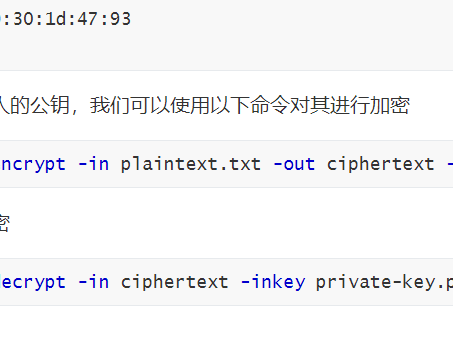 :30:1d:47:93
人的公钥，我们可以使用以下命令对其进行加密
ncrypt -in plaintext.txt -out ciphertext -
密
decrypt -in ciphertext -inkey private-key.p